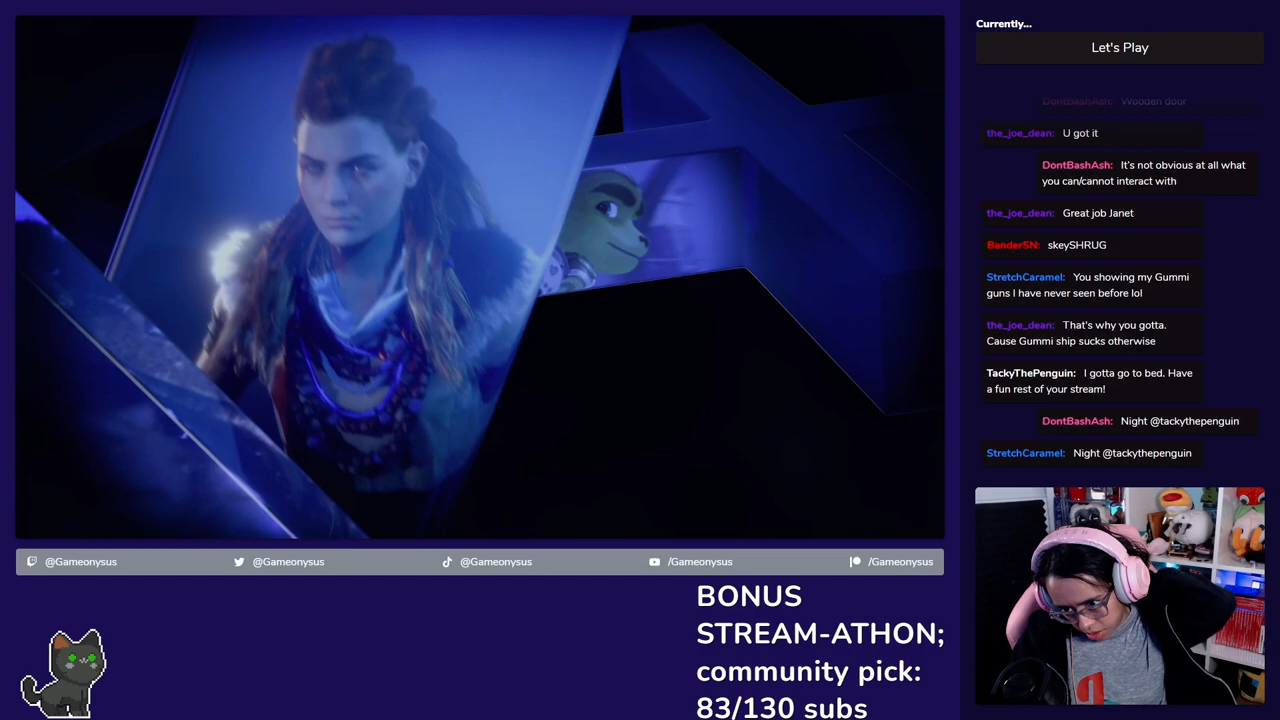 Currently...
Let's Play
DontBashAsh: Wooden door
the_joe_dean: U got it
DontBashAsh: It's not obvious at all what
you can/cannot interact with
the_joe_dean: Great job Janet
BanderSN: skeySHRUG
StretchCaramel: You showing my Gummi
guns I have never seen before lol
the_joe_dean: That's why you gotta.
Cause Gummi ship sucks otherwise
TackyThePenguin: I gotta go to bed. Have
a fun rest of your stream!
DontBashAsh: Night @tackythepenguin
StretchCaramel: Night @tackythepenguin
@Gameonysus
@Gameonysus
@Gameonysus
/Gameonysus
/Gameonysus
BONUS
STREAM-ATHON;
community pick:
83/130 subs